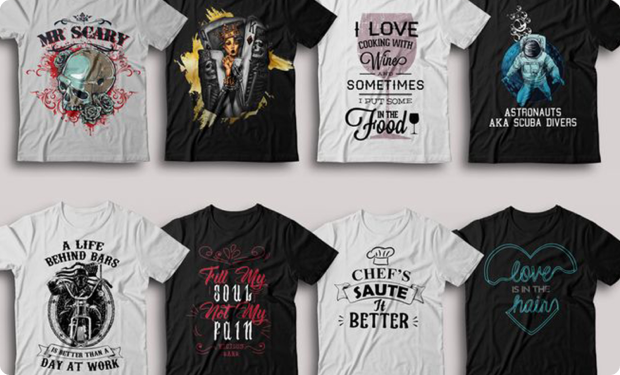 MR SCARY
I LOVE
COOKING WITH
Wine
AND
SOMETIMES
I PUT SOME
IN THE
Food
ASTRONAUTS
AKA SCUBA DIVERS
A LIFE
BEHIND BARS
IS BETTER THAN A
DAY AT WORK
Fill My
SOUL
Not My
PAIN
CHEF'S
SAUTE
It
BETTER
love
IS IN THE
hair